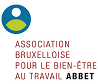 ASSOCIATION
BRUXELLOISE
POUR LE BIEN-ÊTRE
AU TRAVAIL ABBET